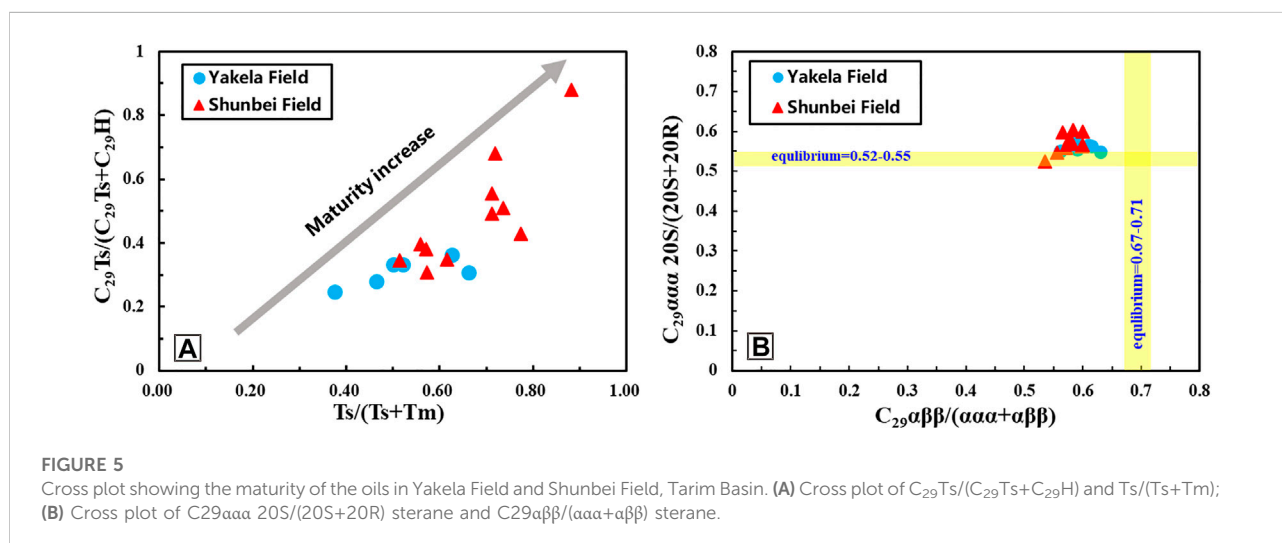 1
0.8
0.6
0.4
0.2
0
C₂₉Ts/(C₂₉Ts+C₂₉H)
Yakela Field
Shunbei Field
Maturity increase
A
0.00
0.20
0.40
0.60
0.80
1.00
Ts/(Ts+Tm)
0.8
0.7
0.6
0.5
0.4
0.3
0.2
0.1
0
C₂₉ααα 20S/(20S+20R)
Yakela Field
Shunbei Field
equlibrium=0.52-0.55
equlibrium=0.67-0.71
B
0
0.1
0.2
0.3
0.4
0.5
0.6
0.7
0.8
C₂₉αββ/(ααα+αββ)
FIGURE 5
Cross plot showing the maturity of the oils in Yakela Field and Shunbei Field, Tarim Basin. (A) Cross plot of C₂₉Ts/(C₂₉Ts+C₂₉H) and Ts/(Ts+Tm);
(B) Cross plot of C29ααα 20S/(20S+20R) sterane and C29αββ/(ααα+αββ) sterane.